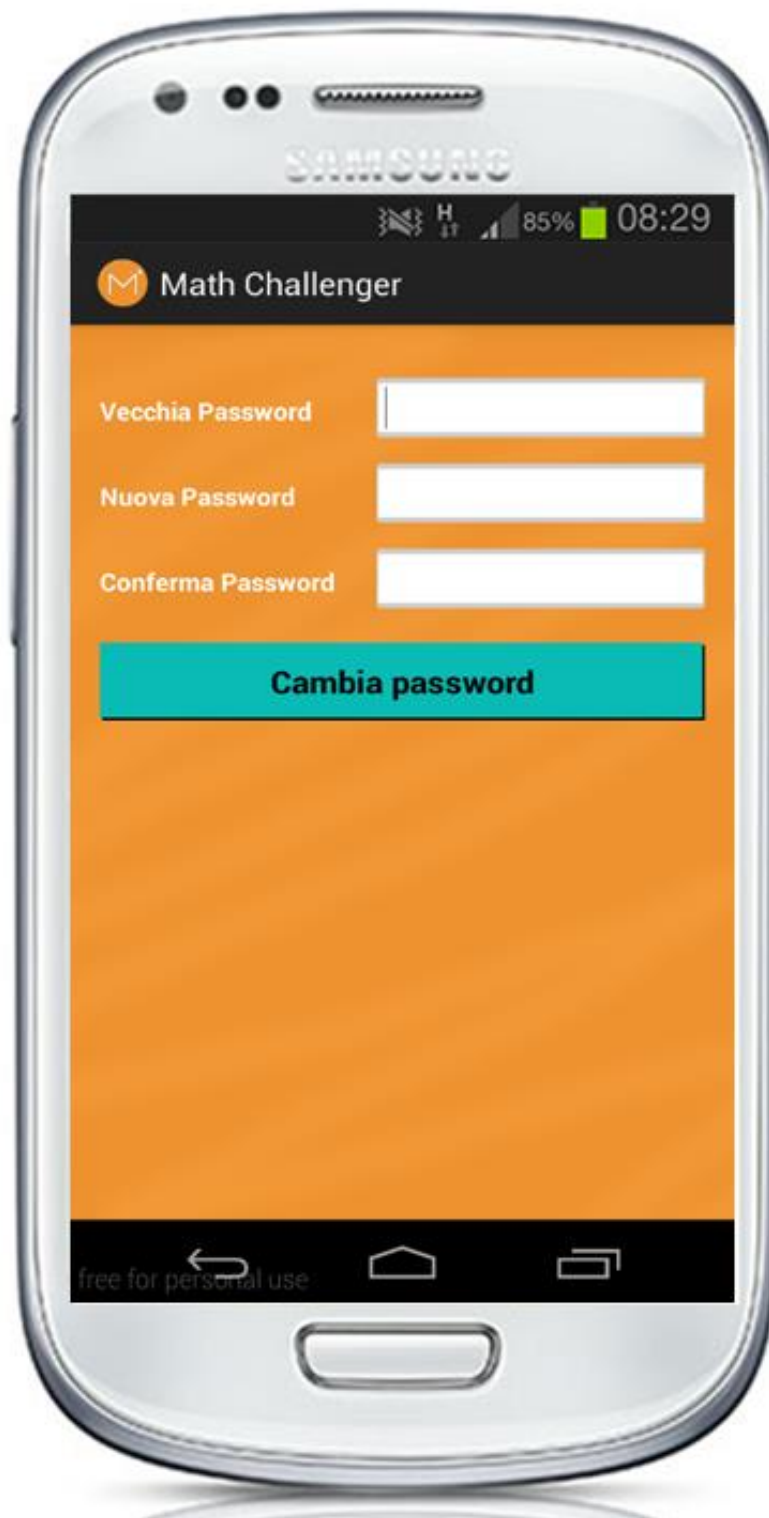 SAMSUNG
H 85% 08:29
M Math Challenger
Vecchia Password
Nuova Password
Conferma Password
Cambia password
free for personal use